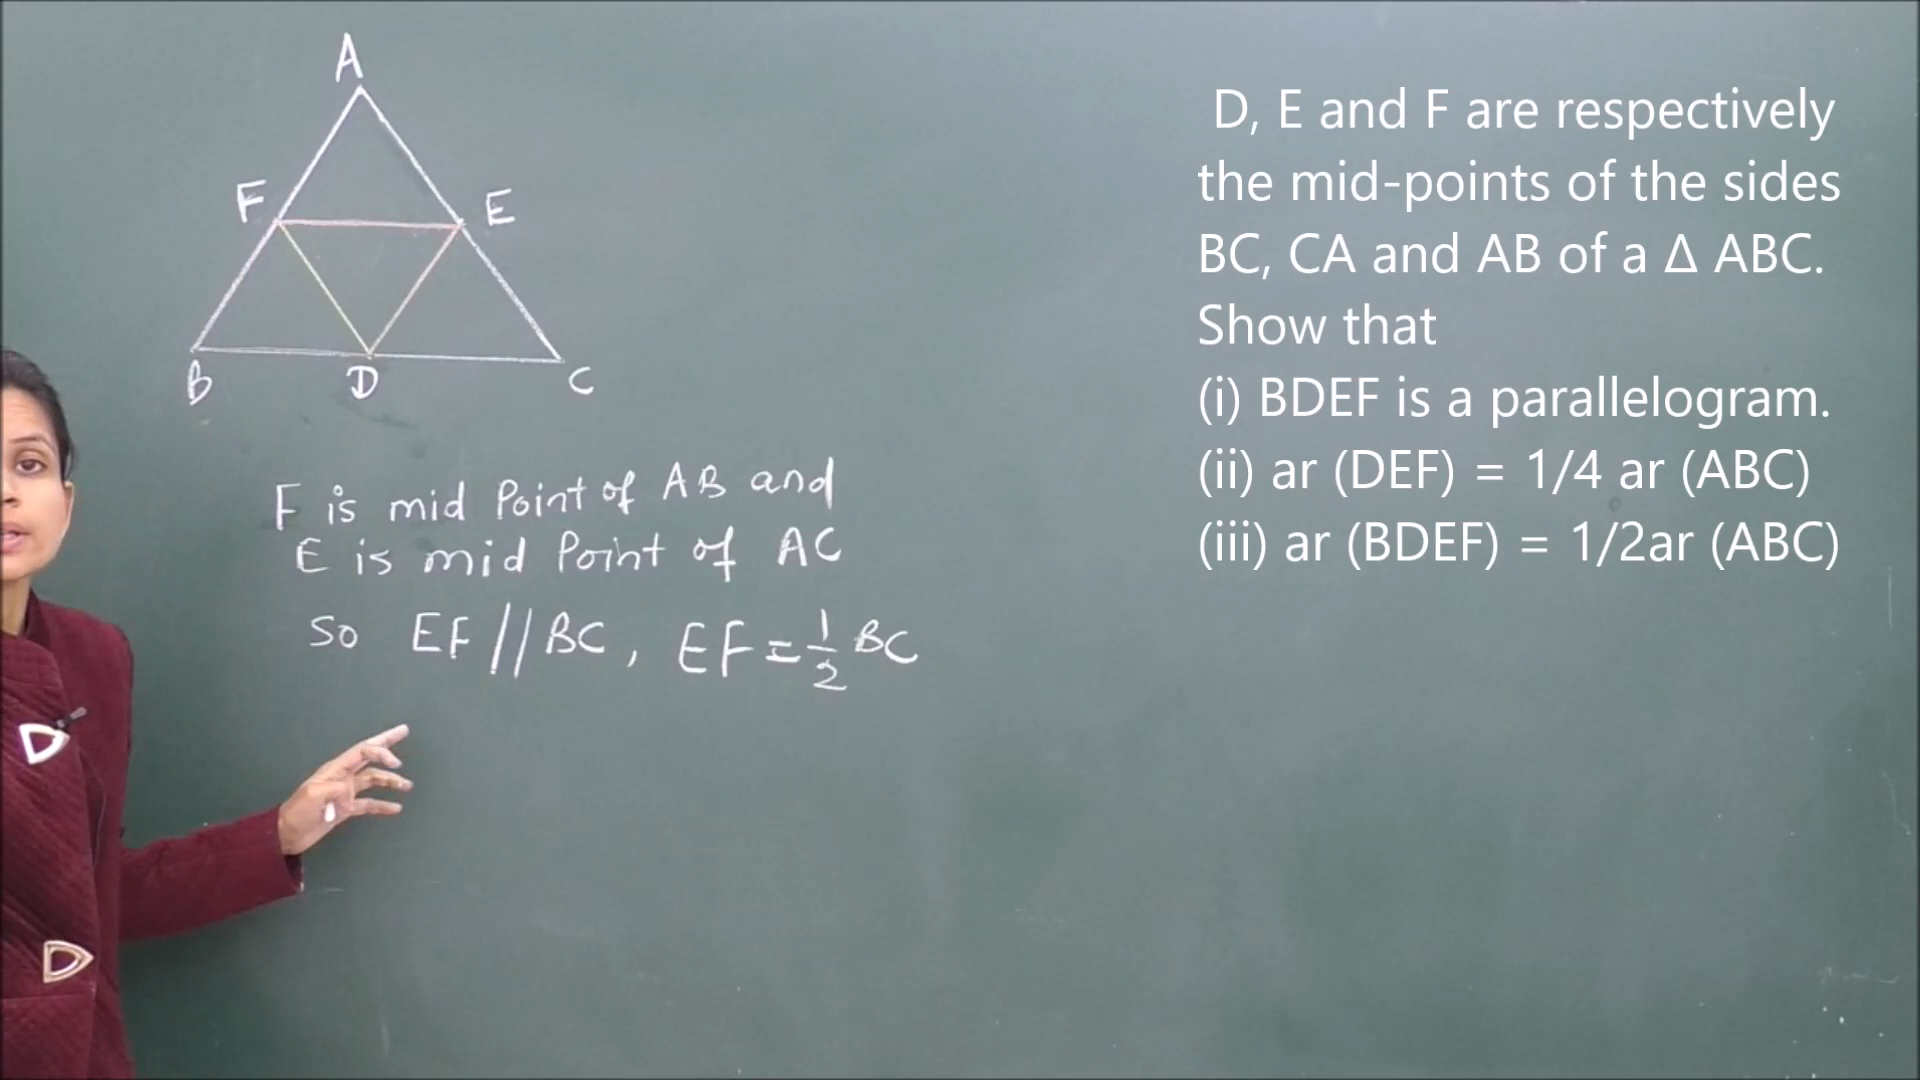 A
F
E
B
D
C
F is mid Point of AB and
E is mid Point of AC
So EF // BC, EF = 1/2 BC
D, E and F are respectively
the mid-points of the sides
BC, CA and AB of a Δ ABC.
Show that
(i) BDEF is a parallelogram.
(ii) ar (DEF) = 1/4 ar (ABC)
(iii) ar (BDEF) = 1/2ar (ABC)